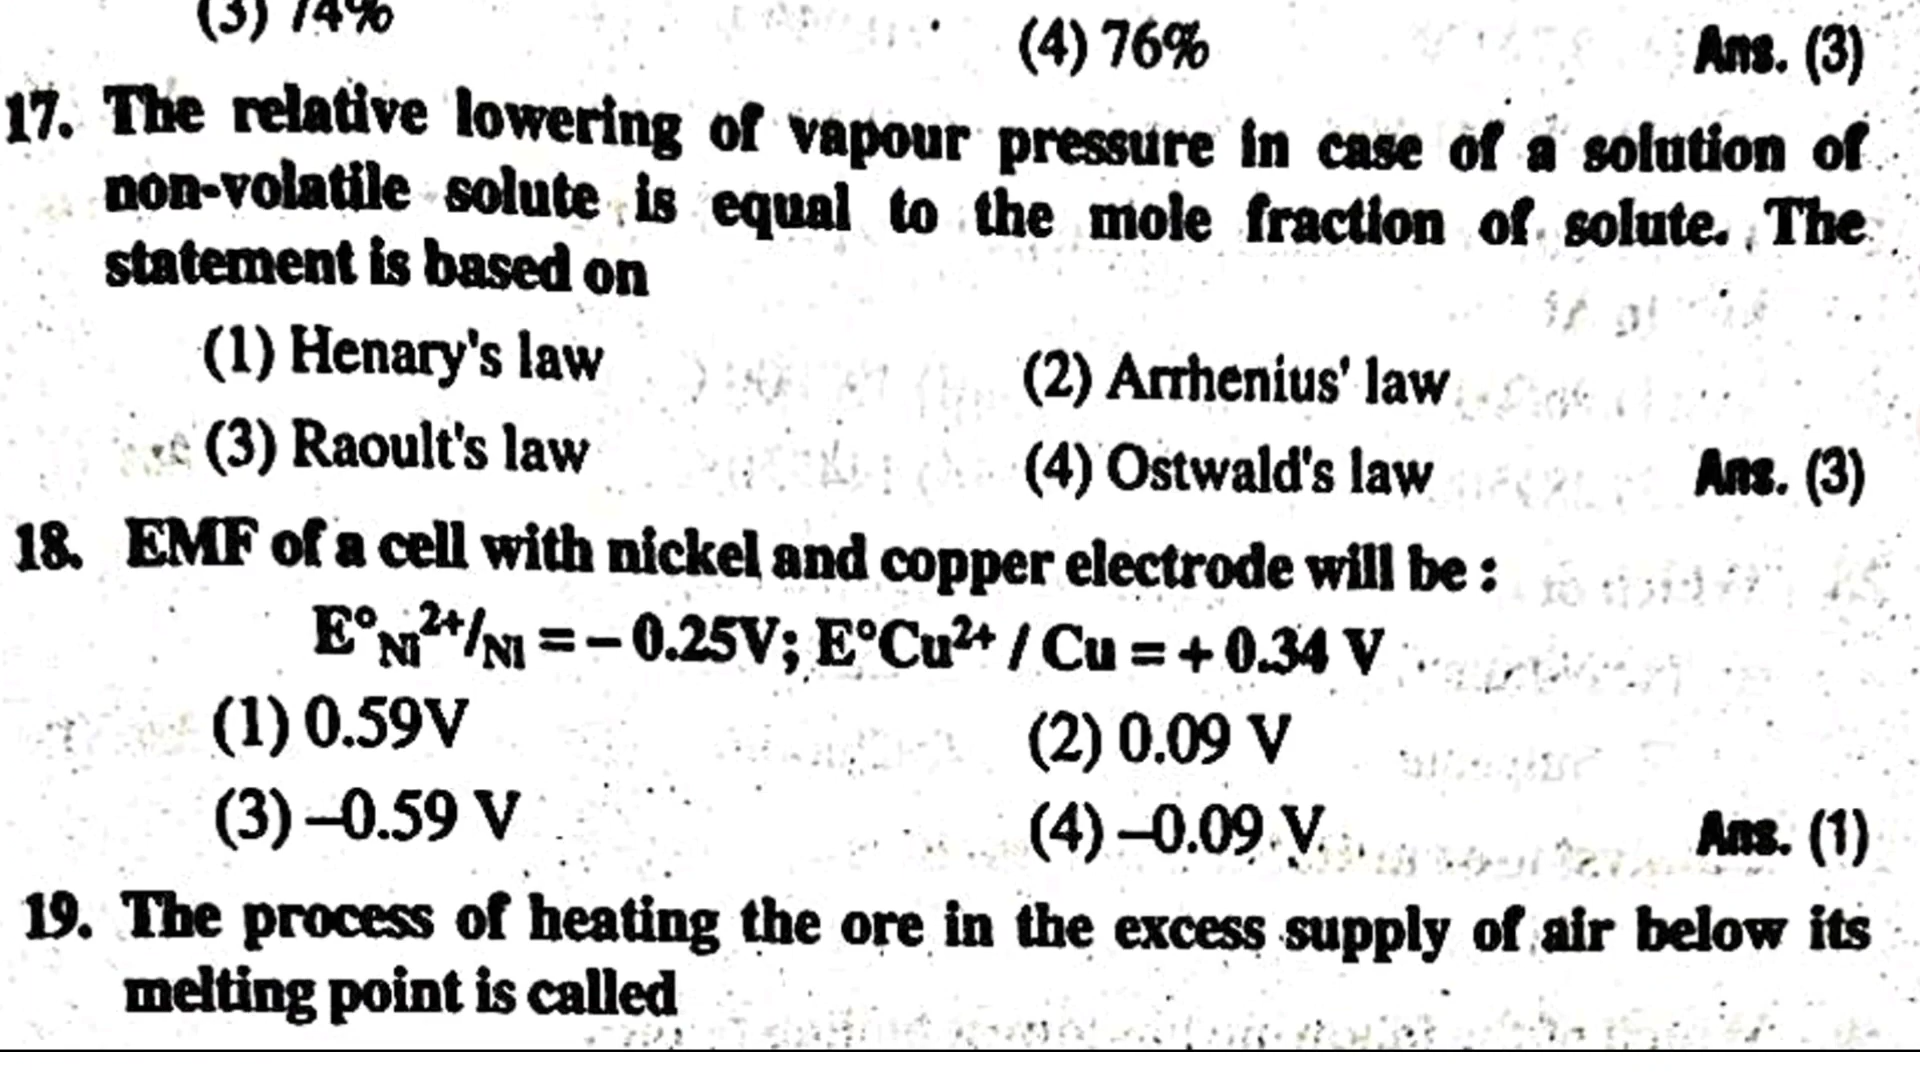 (3) 74%
(4) 76% Ans. (3)
17. The relative lowering of vapour pressure in case of a solution of
non-volatile solute is equal to the mole fraction of solute. The
statement is based on
(1) Henary's law (2) Arrhenius' law
(3) Raoult's law (4) Ostwald's law Ans. (3)
18. EMF of a cell with nickel and copper electrode will be :
E°Ni²⁺/Ni = – 0.25V; E°Cu²⁺ / Cu = + 0.34 V
(1) 0.59V (2) 0.09 V
(3) –0.59 V (4) –0.09 V Ans. (1)
19. The process of heating the ore in the excess supply of air below its
melting point is called